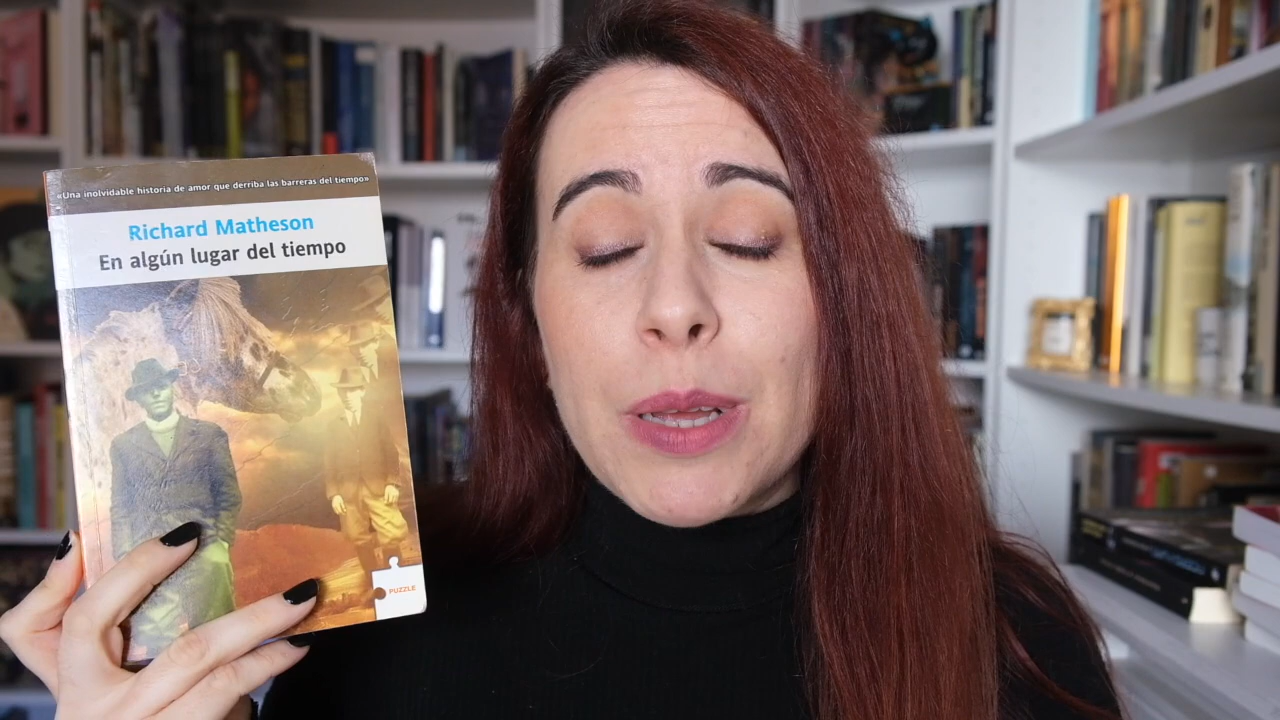 «Una inolvidable historia de amor que derriba las barreras del tiempo»
Richard Matheson
En algún lugar del tiempo
PUZZLE